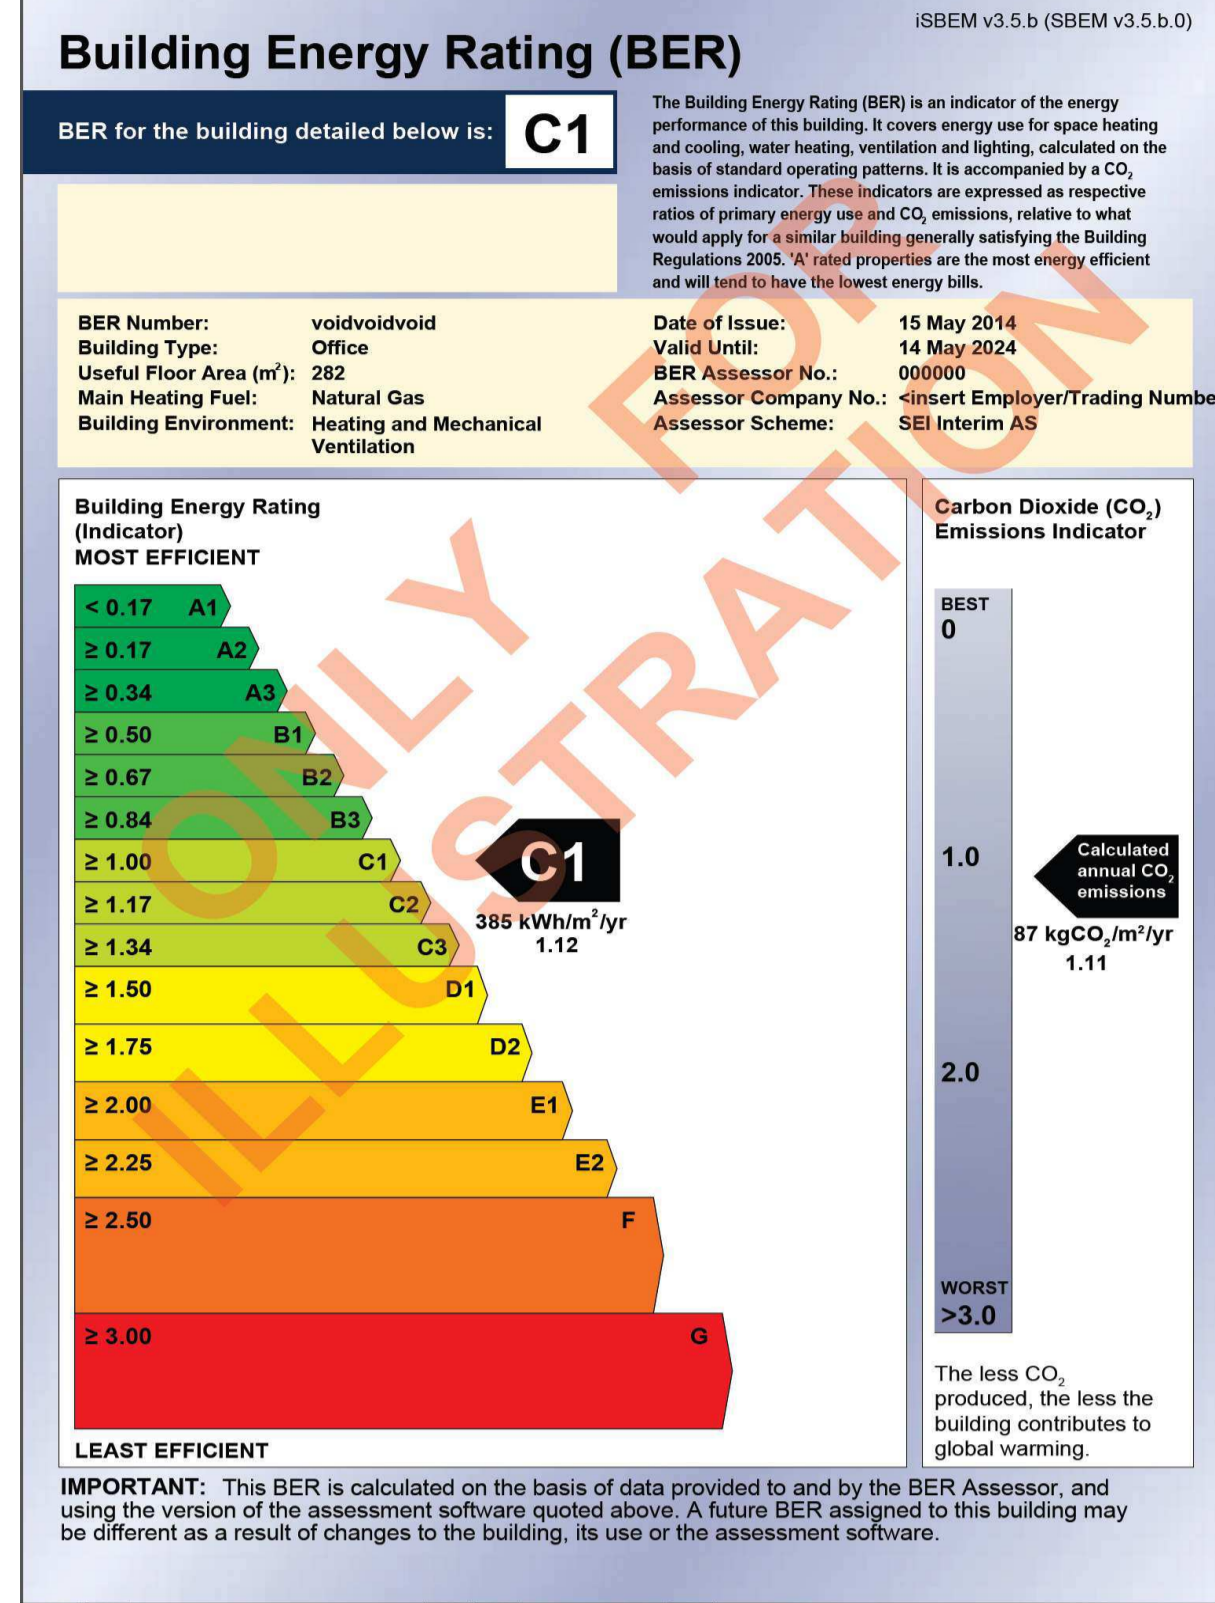 iSBEM v3.5.b (SBEM v3.5.b.0)
Building Energy Rating (BER)
BER for the building detailed below is: C1
The Building Energy Rating (BER) is an indicator of the energy
performance of this building. It covers energy use for space heating
and cooling, water heating, ventilation and lighting, calculated on the
basis of standard operating patterns. It is accompanied by a CO₂
emissions indicator. These indicators are expressed as respective
ratios of primary energy use and CO₂ emissions, relative to what
would apply for a similar building generally satisfying the Building
Regulations 2005. 'A' rated properties are the most energy efficient
and will tend to have the lowest energy bills.
BER Number: voidvoidvoid
Building Type: Office
Useful Floor Area (m²): 282
Main Heating Fuel: Natural Gas
Building Environment: Heating and Mechanical
Ventilation
Date of Issue: 15 May 2014
Valid Until: 14 May 2024
BER Assessor No.: 000000
Assessor Company No.: <insert Employer/Trading Numbe
Assessor Scheme: SEI Interim AS
Building Energy Rating
(Indicator)
MOST EFFICIENT
< 0.17 A1
≥ 0.17 A2
≥ 0.34 A3
≥ 0.50 B1
≥ 0.67 B2
≥ 0.84 B3
≥ 1.00 C1
≥ 1.17 C2
≥ 1.34 C3
≥ 1.50 D1
≥ 1.75 D2
≥ 2.00 E1
≥ 2.25 E2
≥ 2.50 F
≥ 3.00 G
LEAST EFFICIENT
C1
385 kWh/m²/yr
1.12
Carbon Dioxide (CO₂)
Emissions Indicator
BEST
0
1.0
2.0
WORST
>3.0
Calculated
annual CO₂
emissions
87 kgCO₂/m²/yr
1.11
The less CO₂
produced, the less the
building contributes to
global warming.
IMPORTANT: This BER is calculated on the basis of data provided to and by the BER Assessor, and
using the version of the assessment software quoted above. A future BER assigned to this building may
be different as a result of changes to the building, its use or the assessment software.
ONLY FOR
ILLUSTRATION